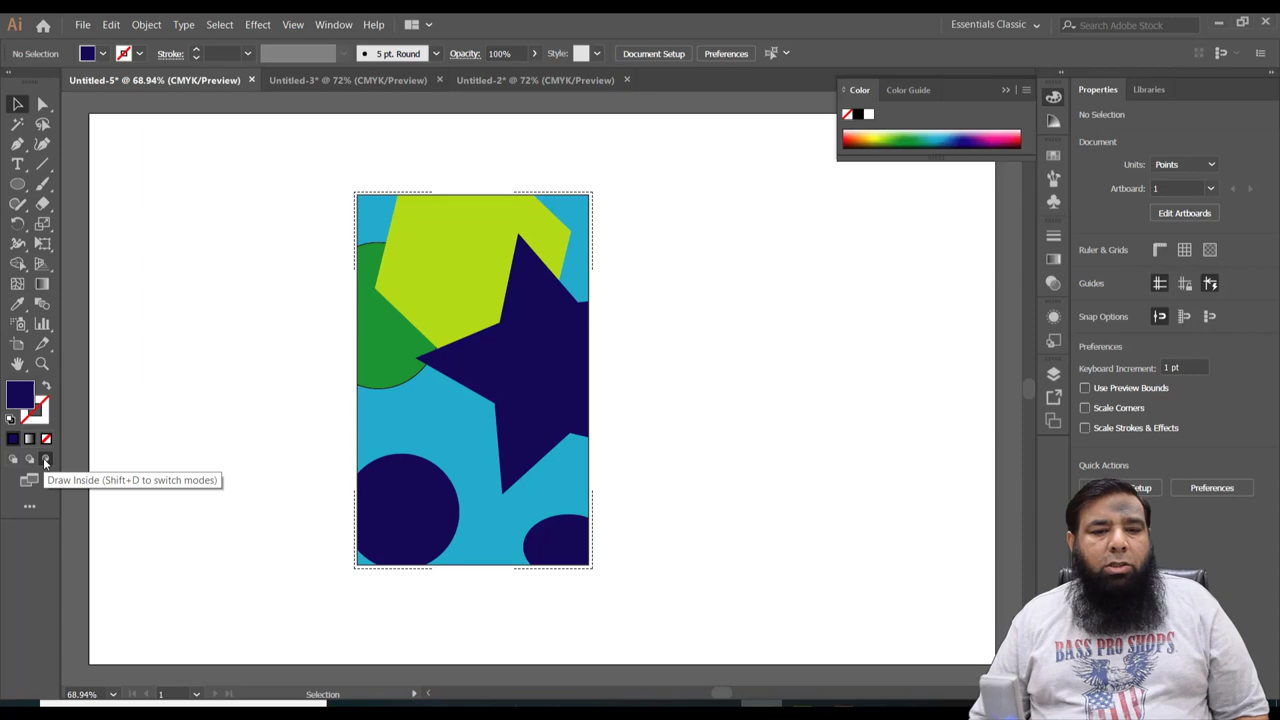 Ai File Edit Object Type Select Effect View Window Help Essentials Classic Search Adobe Stock
No Selection Stroke: 5 pt. Round Opacity: 100% Style: Document Setup Preferences
Untitled-5* @ 68.94% (CMYK/Preview) × Untitled-3* @ 72% (CMYK/Preview) × Untitled-2* @ 72% (CMYK/Preview) ×
Color Color Guide
Properties Libraries
No Selection
Document
Units: Points
Artboard: 1
Edit Artboards
Ruler & Grids
Guides
Snap Options
Preferences
Keyboard Increment: 1 pt
Use Preview Bounds
Scale Corners
Scale Strokes & Effects
Quick Actions
Preferences
Draw Inside (Shift+D to switch modes)
BASS PRO SHOPS
68.94% 1 Selection